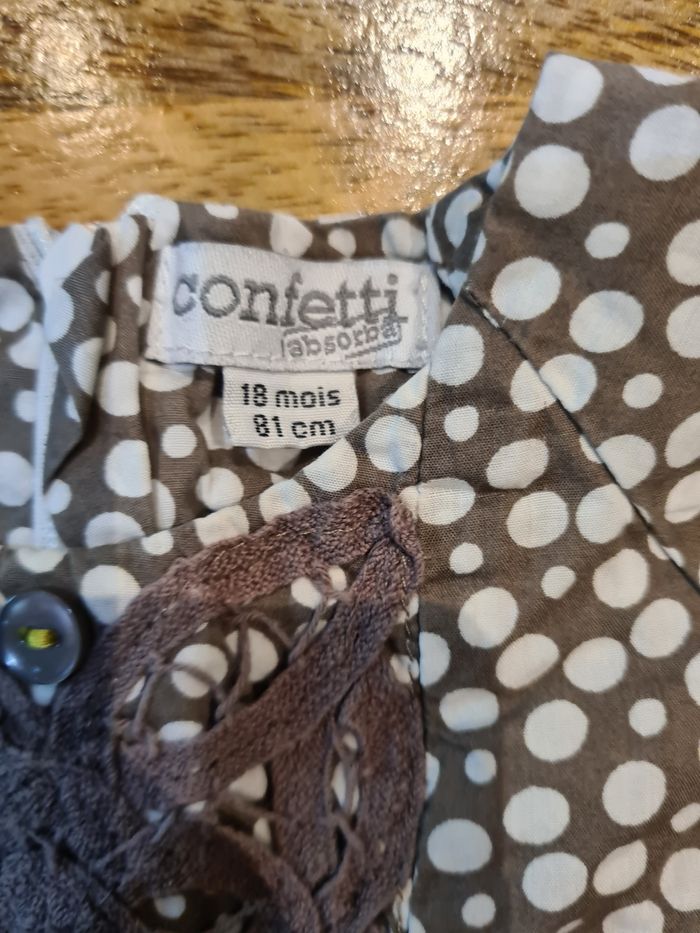 confetti
absorba
18 mois
81 cm